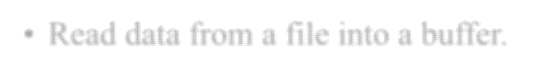 • Read data from a file into a buffer.